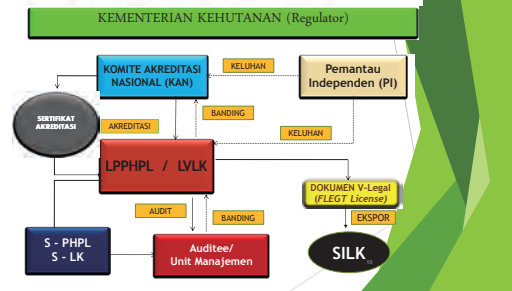 KEMENTERIAN KEHUTANAN (Regulator)
KOMITE AKREDITASI
NASIONAL (KAN)
KELUHAN
Pemantau
Independen (PI)
SERTIFIKAT
AKREDITASI
AKREDITASI
BANDING
KELUHAN
LPPHPL / LVLK
DOKUMEN V-Legal
(FLEGT License)
AUDIT
BANDING
EKSPOR
S - PHPL
S - LK
Auditee/
Unit Manajemen
SILK
10